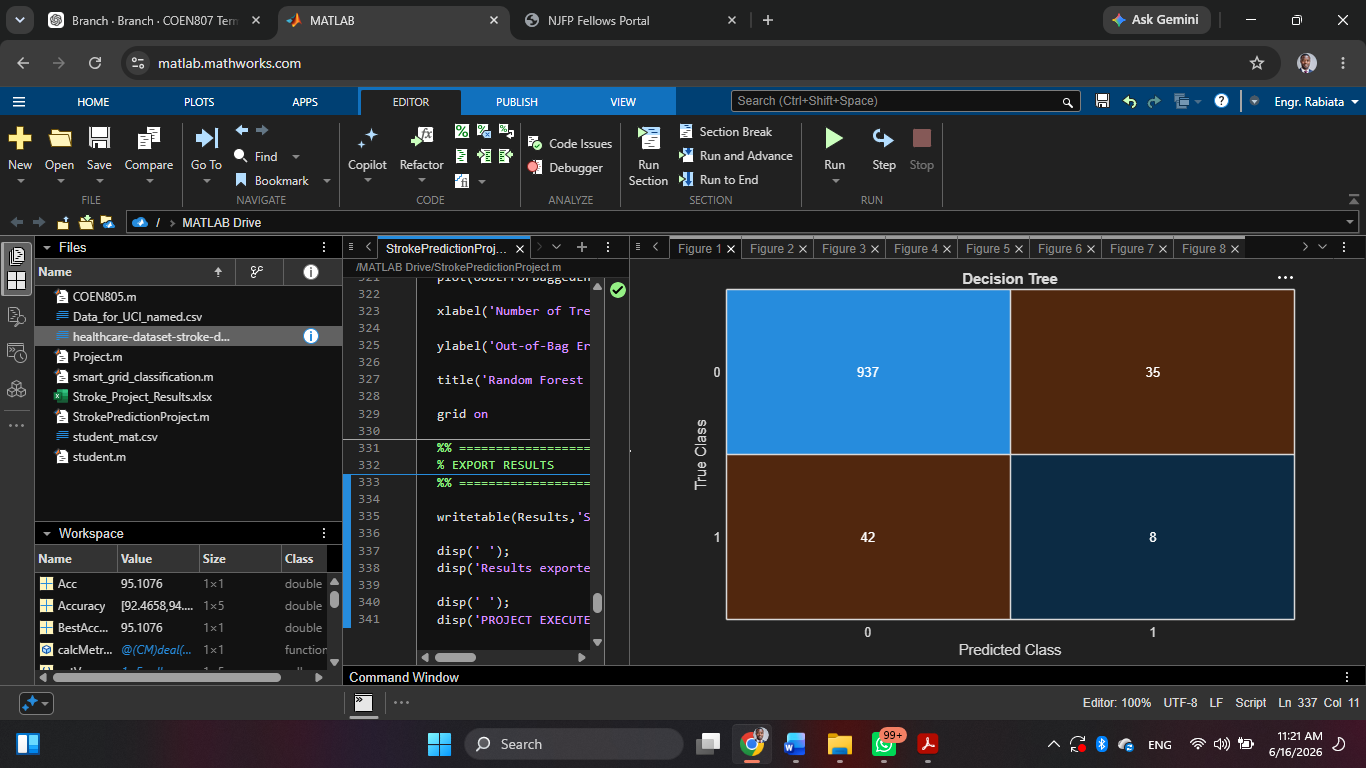 Branch · Branch · COEN807 Term
MATLAB
NJFP Fellows Portal
Ask Gemini
matlab.mathworks.com
HOME
PLOTS
APPS
EDITOR
PUBLISH
VIEW
Search (Ctrl+Shift+Space)
Engr. Rabiata
New
Open
Save
Compare
Go To
Find
Bookmark
Copilot
Refactor
Code Issues
Debugger
Run Section
Section Break
Run and Advance
Run to End
Run
Step
Stop
FILE
NAVIGATE
CODE
ANALYZE
SECTION
RUN
/ > MATLAB Drive
Files
Name
COEN805.m
Data_for_UCI_named.csv
healthcare-dataset-stroke-d...
Project.m
smart_grid_classification.m
Stroke_Project_Results.xlsx
StrokePredictionProject.m
student_mat.csv
student.m
Workspace
Name Value Size Class
Acc 95.1076 1×1 double
Accuracy [92.4658,94.... 1×5 double
BestAcc... 95.1076 1×1 double
calcMetr... @(CM)deal(... 1×1 function
StrokePredictionProj...
/MATLAB Drive/StrokePredictionProject.m
322
323 xlabel('Number of Tre
324
325 ylabel('Out-of-Bag Er
326
327 title('Random Forest
328
329 grid on
330
331 %% ===================
332 % EXPORT RESULTS
333 %% ===================
334
335 writetable(Results,'S
336
337 disp(' ');
338 disp('Results exporte
339
340 disp(' ');
341 disp('PROJECT EXECUTE
Figure 1
Figure 2
Figure 3
Figure 4
Figure 5
Figure 6
Figure 7
Figure 8
Decision Tree
True Class
0
937
35
1
42
8
0
1
Predicted Class
Command Window
Editor: 100% UTF-8 LF Script Ln 337 Col 11
Search
99+
ENG
11:21 AM
6/16/2026